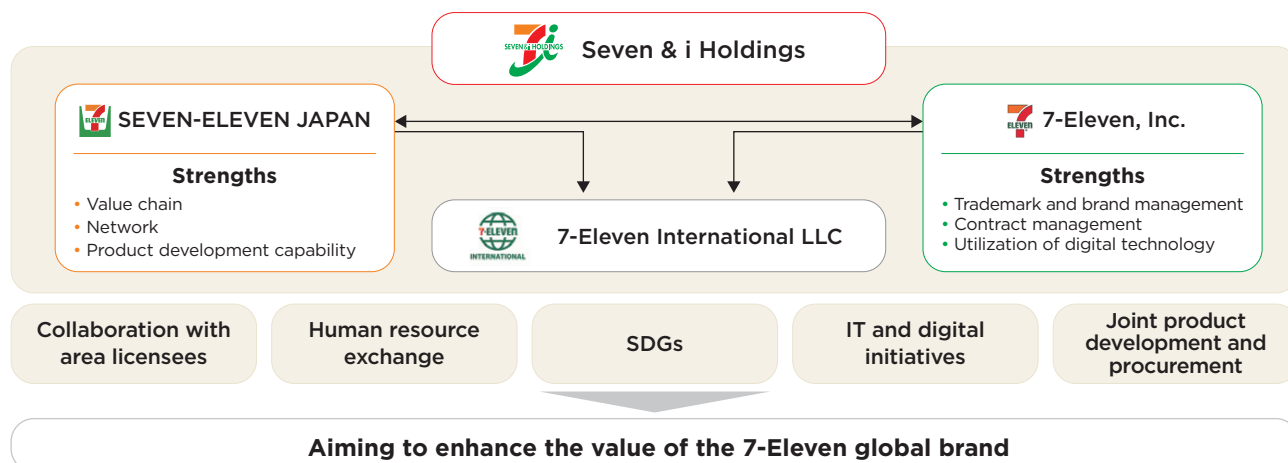 SEVEN & i HOLDINGS
Seven & i Holdings
7
ELEVEN
SEVEN-ELEVEN JAPAN
Strengths
• Value chain
• Network
• Product development capability
7-ELEVEN
INTERNATIONAL
7-Eleven International LLC
7
ELEVEN
7-Eleven, Inc.
Strengths
• Trademark and brand management
• Contract management
• Utilization of digital technology
Collaboration with
area licensees
Human resource
exchange
SDGs
IT and digital
initiatives
Joint product
development and
procurement
Aiming to enhance the value of the 7-Eleven global brand